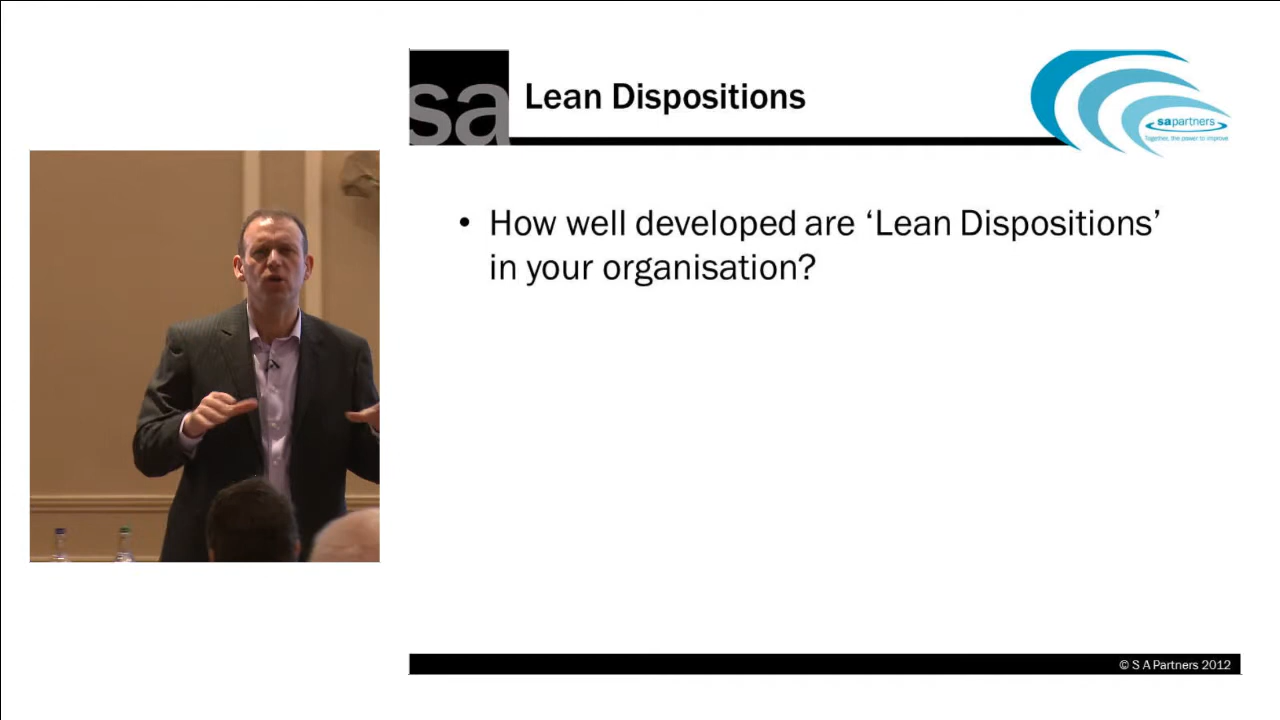 sa
Lean Dispositions
sapartners
Together, the power to improve
• How well developed are ‘Lean Dispositions’
in your organisation?
© S A Partners 2012